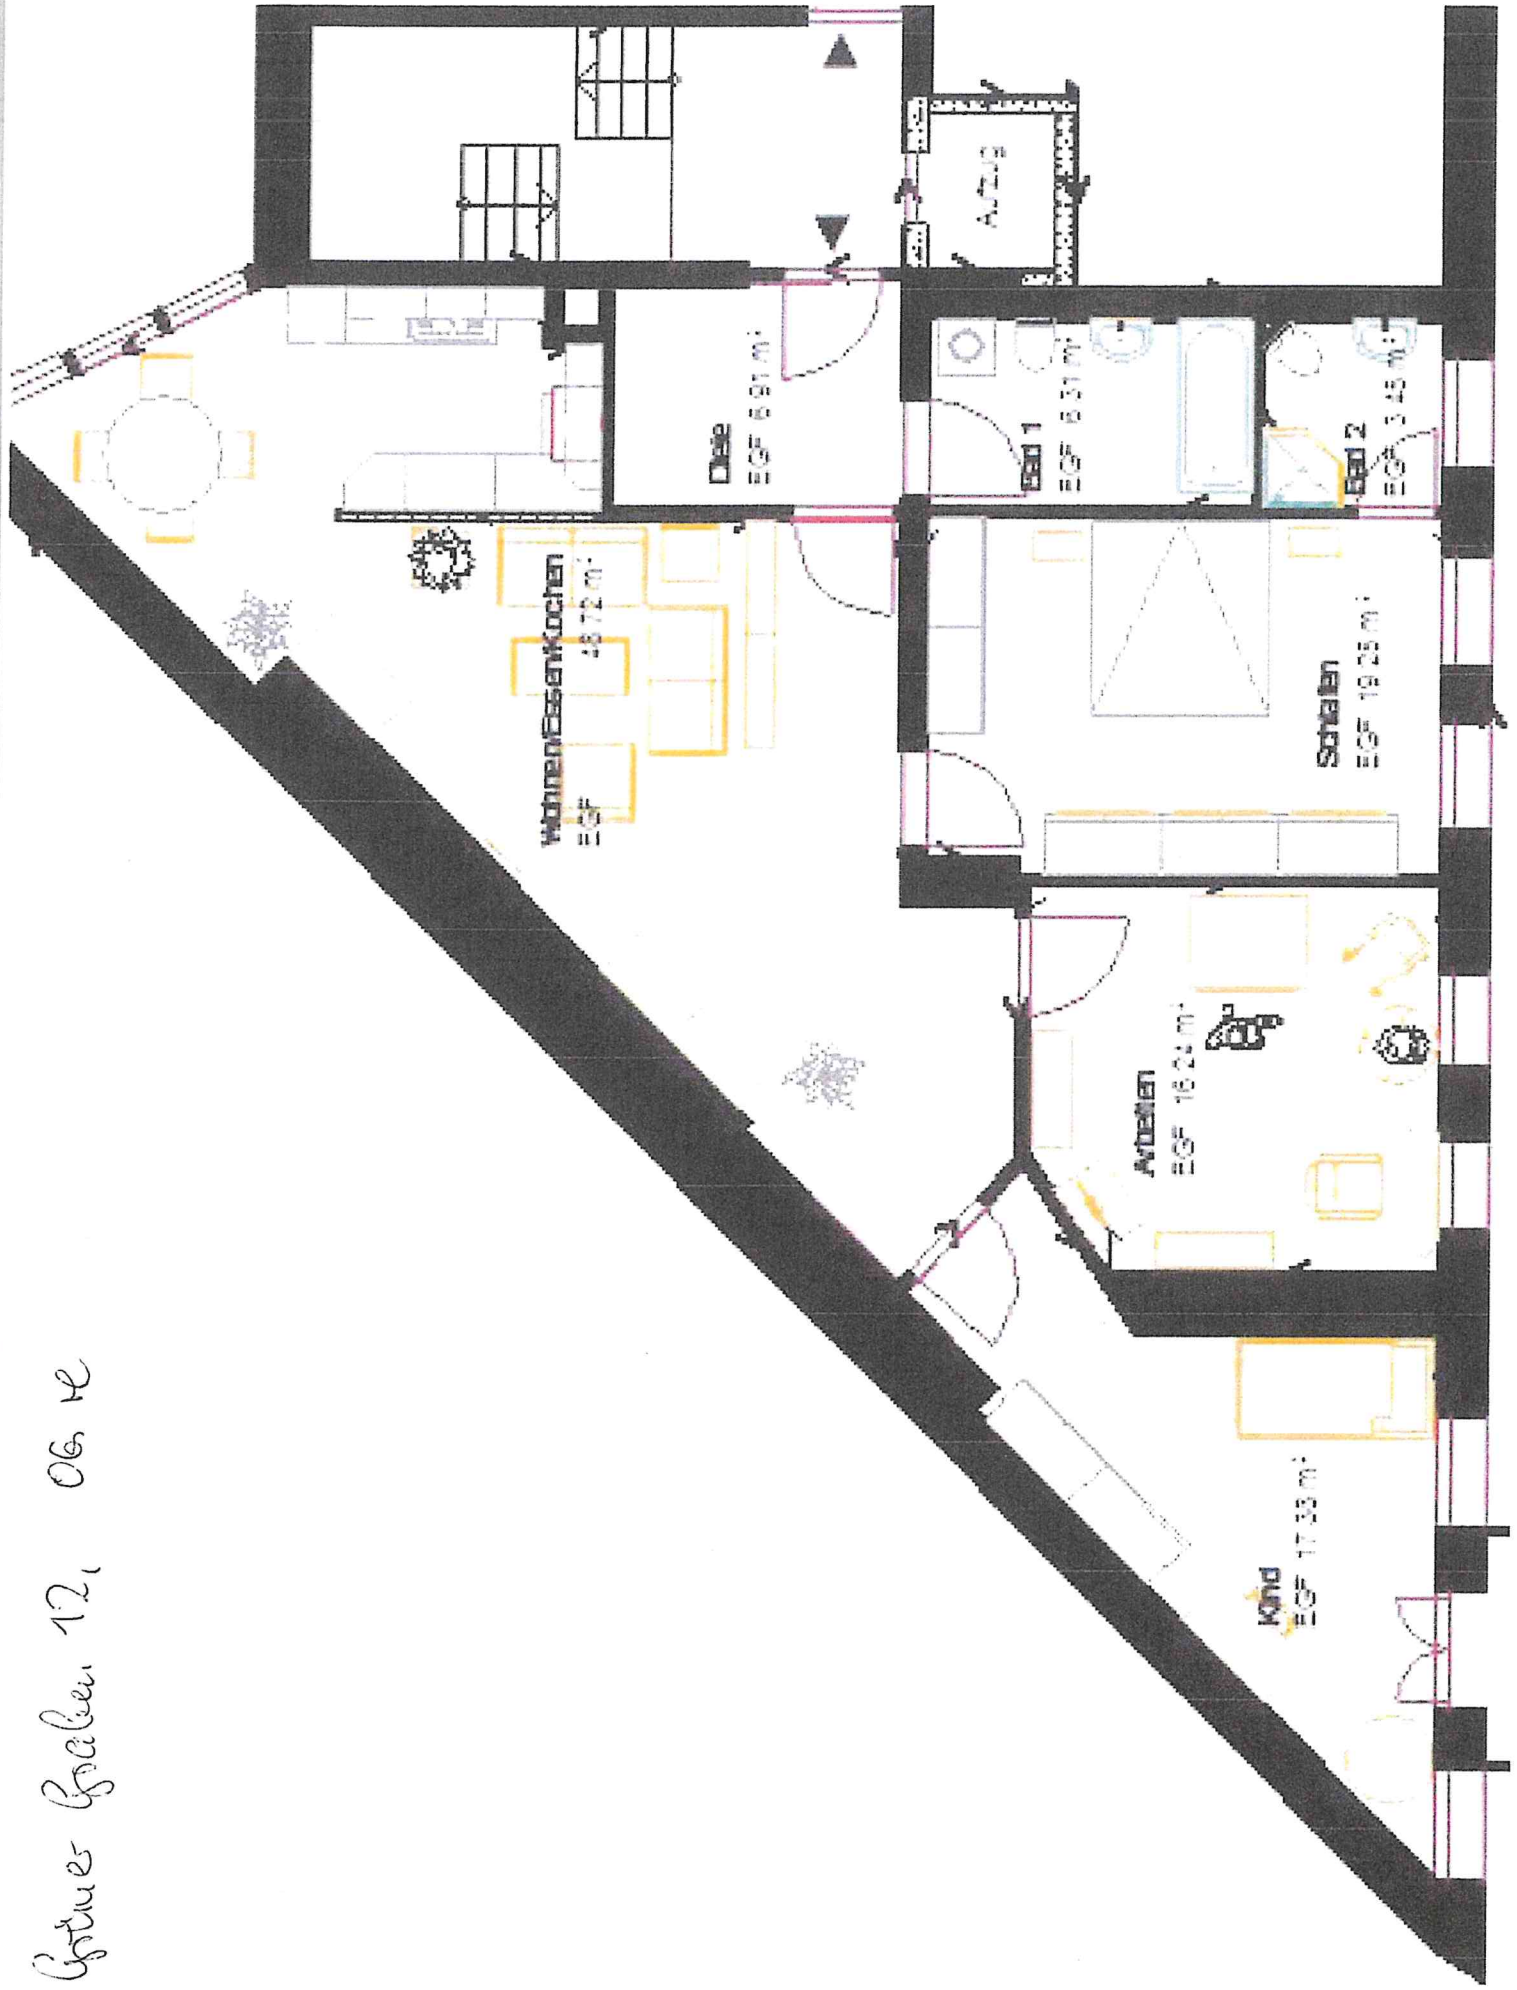 Grüner Graben 12, OG re
Aufzug
Diele
EGF 6.91 m²
Bad 1
EGF 6.31 m²
Bad 2
EGF 3.45 m²
Wohnen/Essen/Kochen
EGF 48.72 m²
Schlafen
EGF 19.25 m²
Arbeiten
EGF 16.24 m²
Kind
EGF 17.33 m²